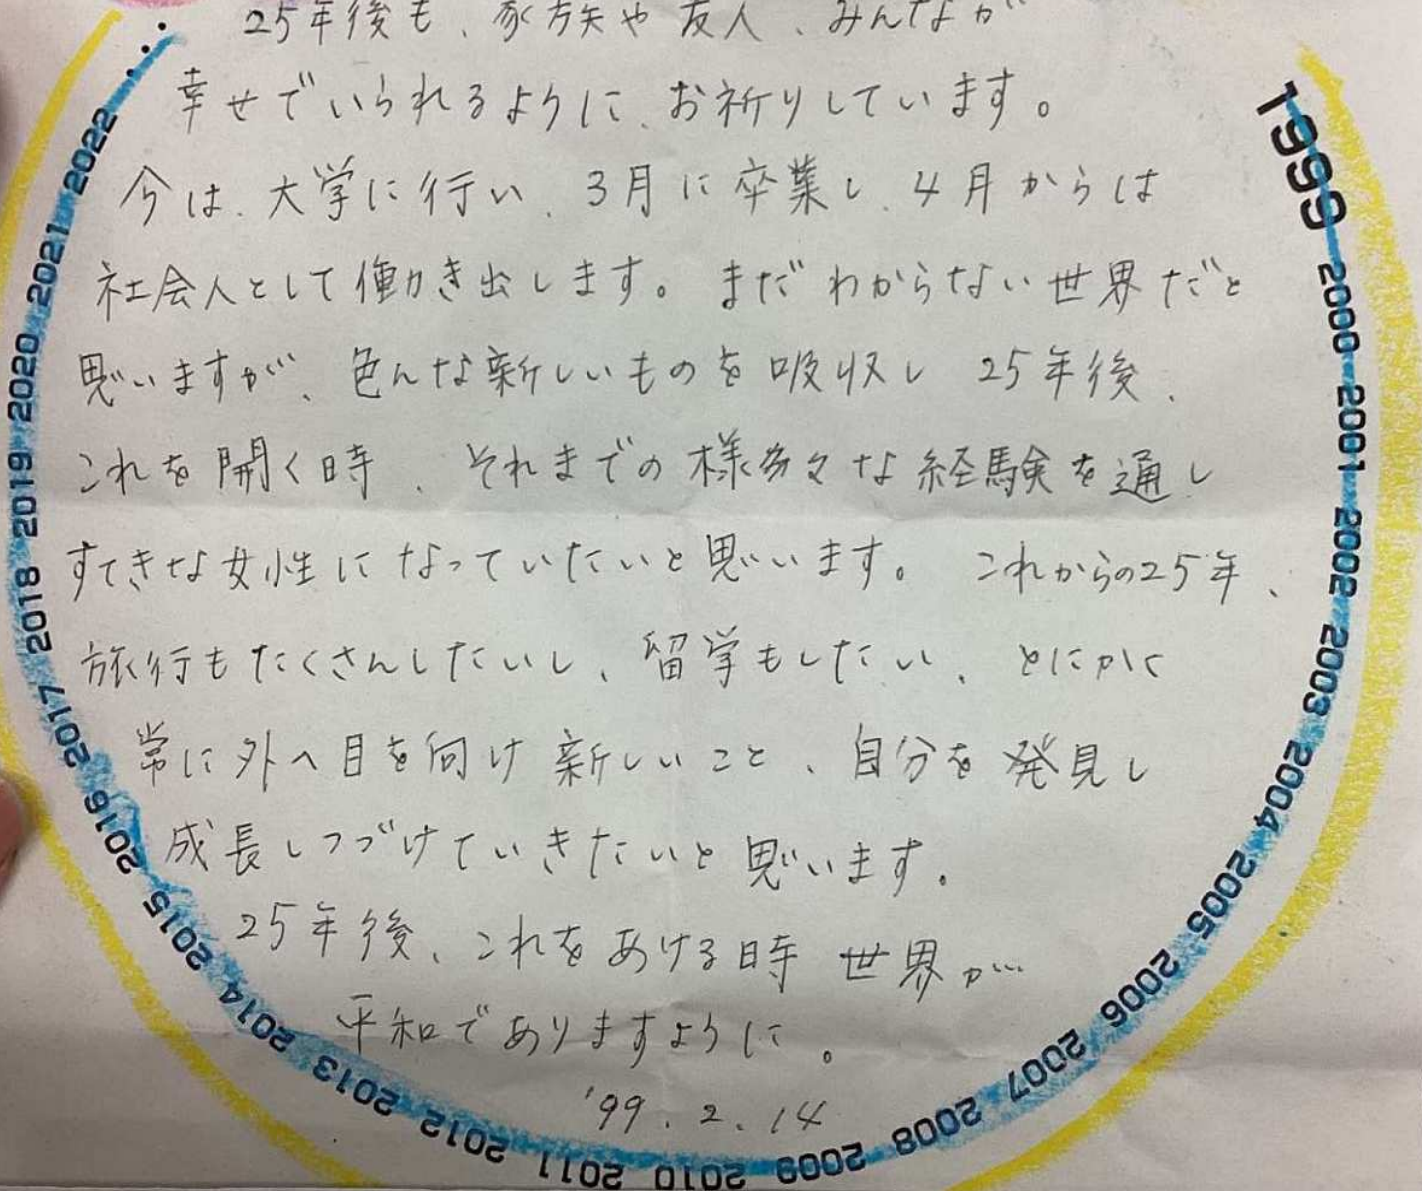 25年後も、家族や友人、みんなが
幸せでいられるように、お祈りしています。
今は、大学に行い、3月に卒業し、4月からは
社会人として働き出します。まだわからない世界だと
思いますが、色んな新しいものを吸収し 25年後、
これを開く時、それまでの様多々な経験を通し
すてきな女性になっていたいと思います。 これからの25年、
旅行もたくさんしたいし、留学もしたい、とにかく
常に外へ目を向け 新しいこと、自分を発見し
成長しつづけていきたいと思います。
25年後、これをあける時 世界が
平和でありますように。
'99.2.14
1999 2000 2001 2002 2003 2004 2005 2006 2007 2008 2009 2010 2011 2012 2013 2014 2015 2016 2017 2018 2019 2020 2021 2022 ...